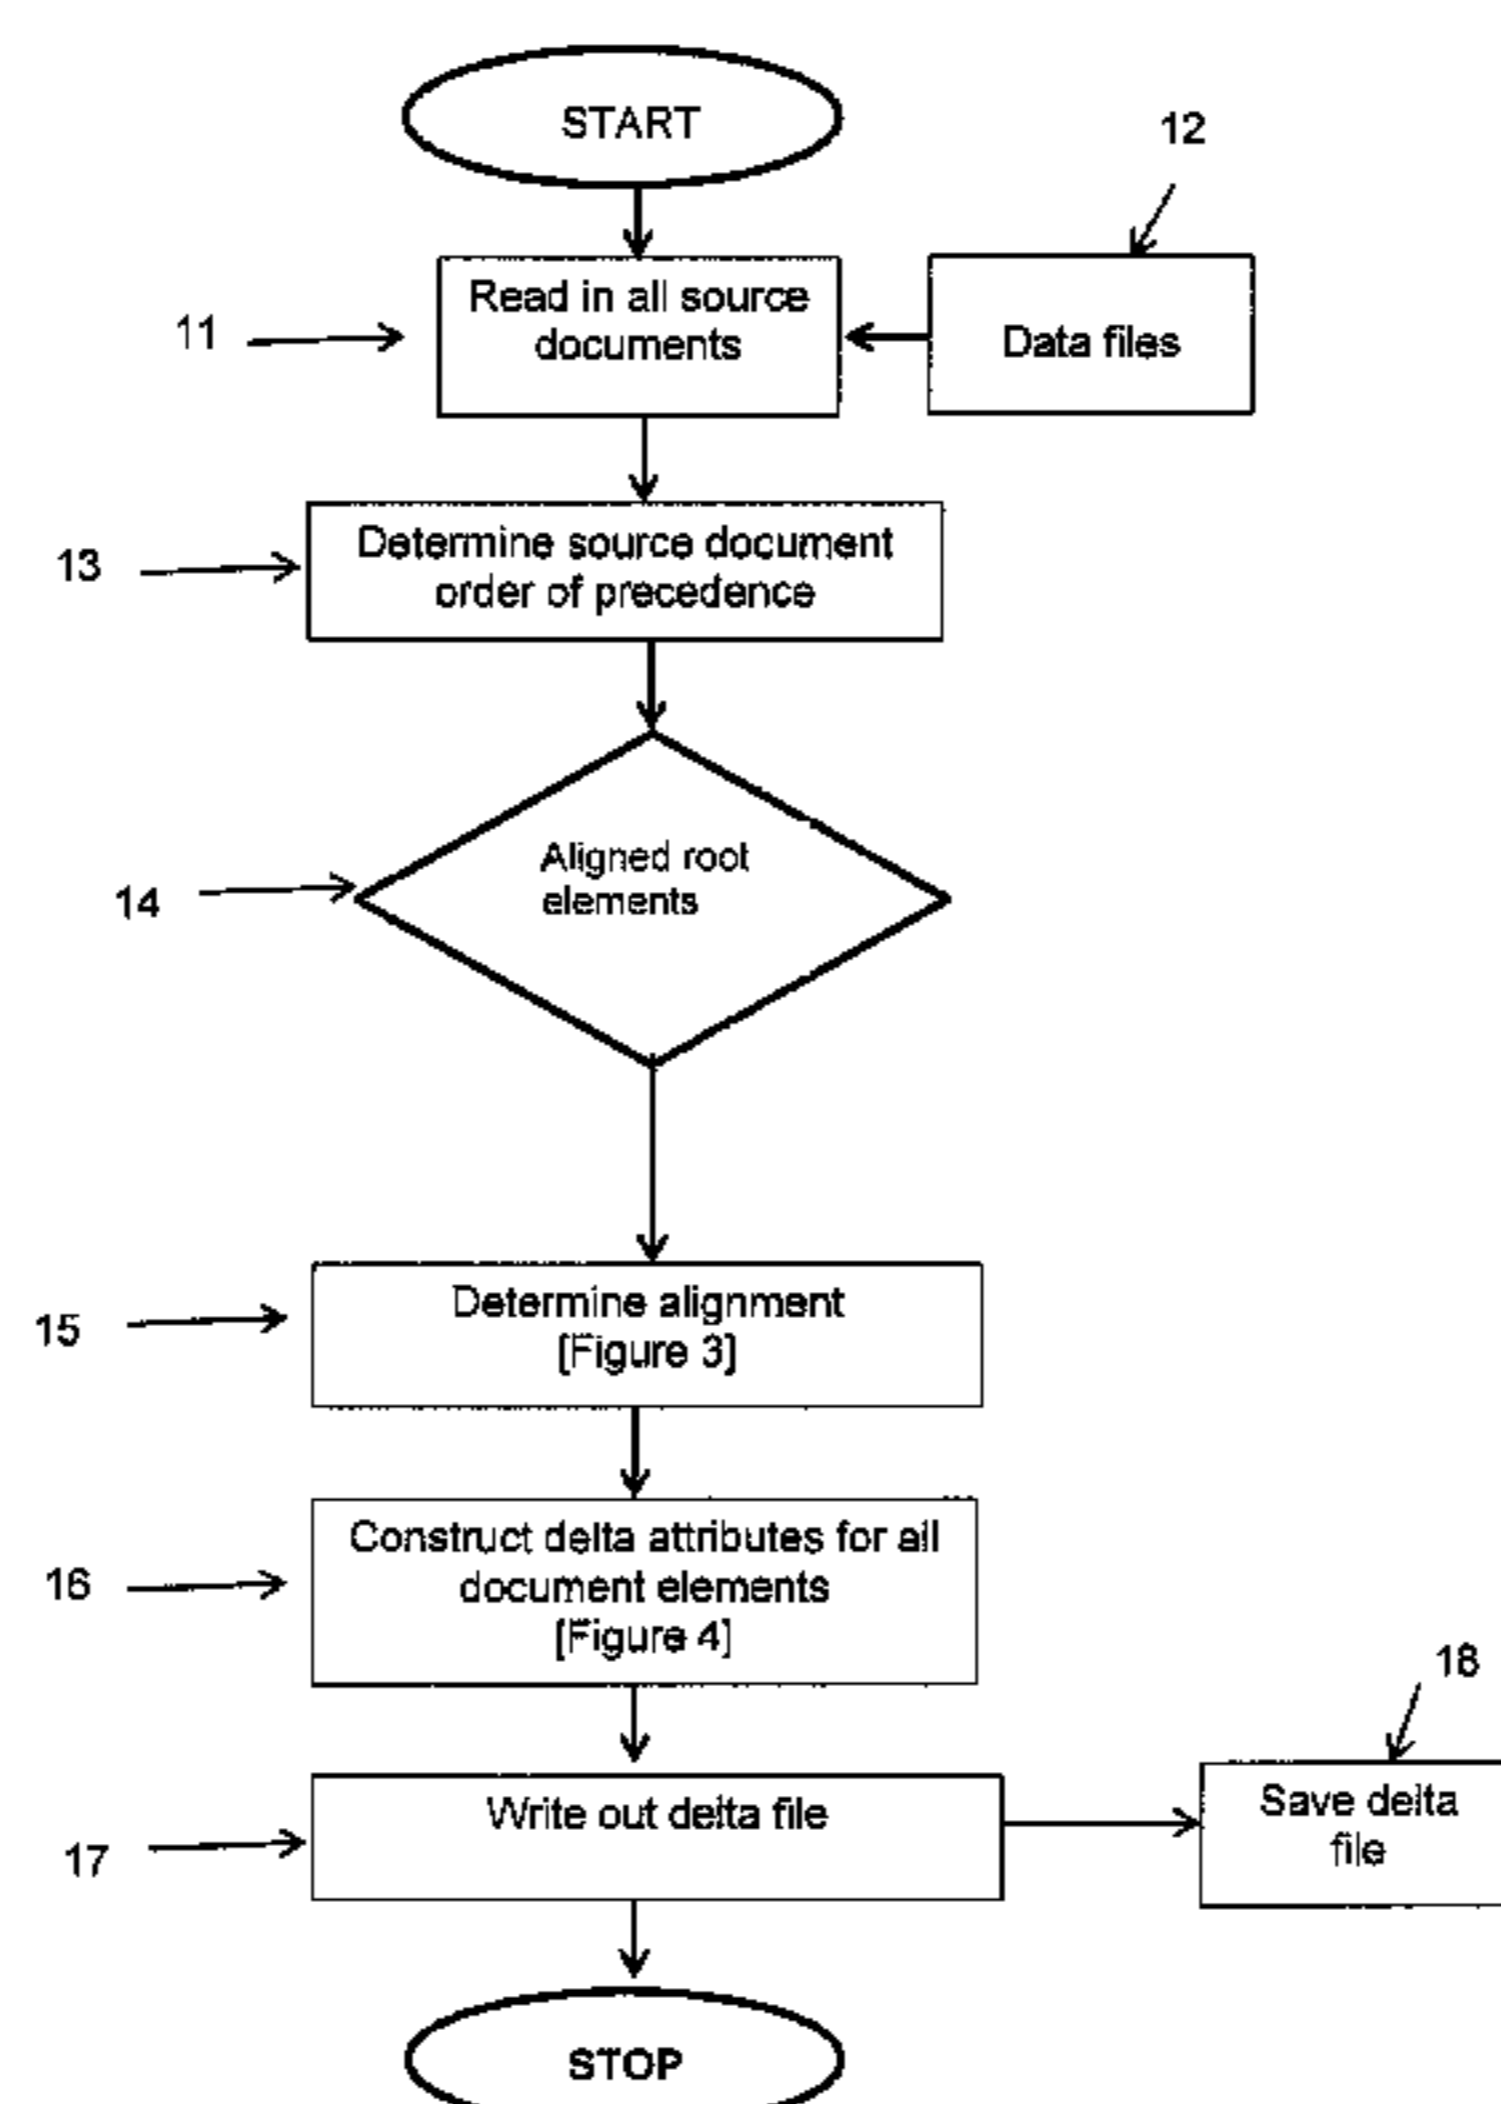 START
12
Read in all source
documents
11
Data files
Determine source document
order of precedence
13
Aligned root
elements
14
Determine alignment
[Figure 3]
15
Construct delta attributes for all
document elements
[Figure 4]
16
18
Write out delta file
Save delta
file
17
STOP